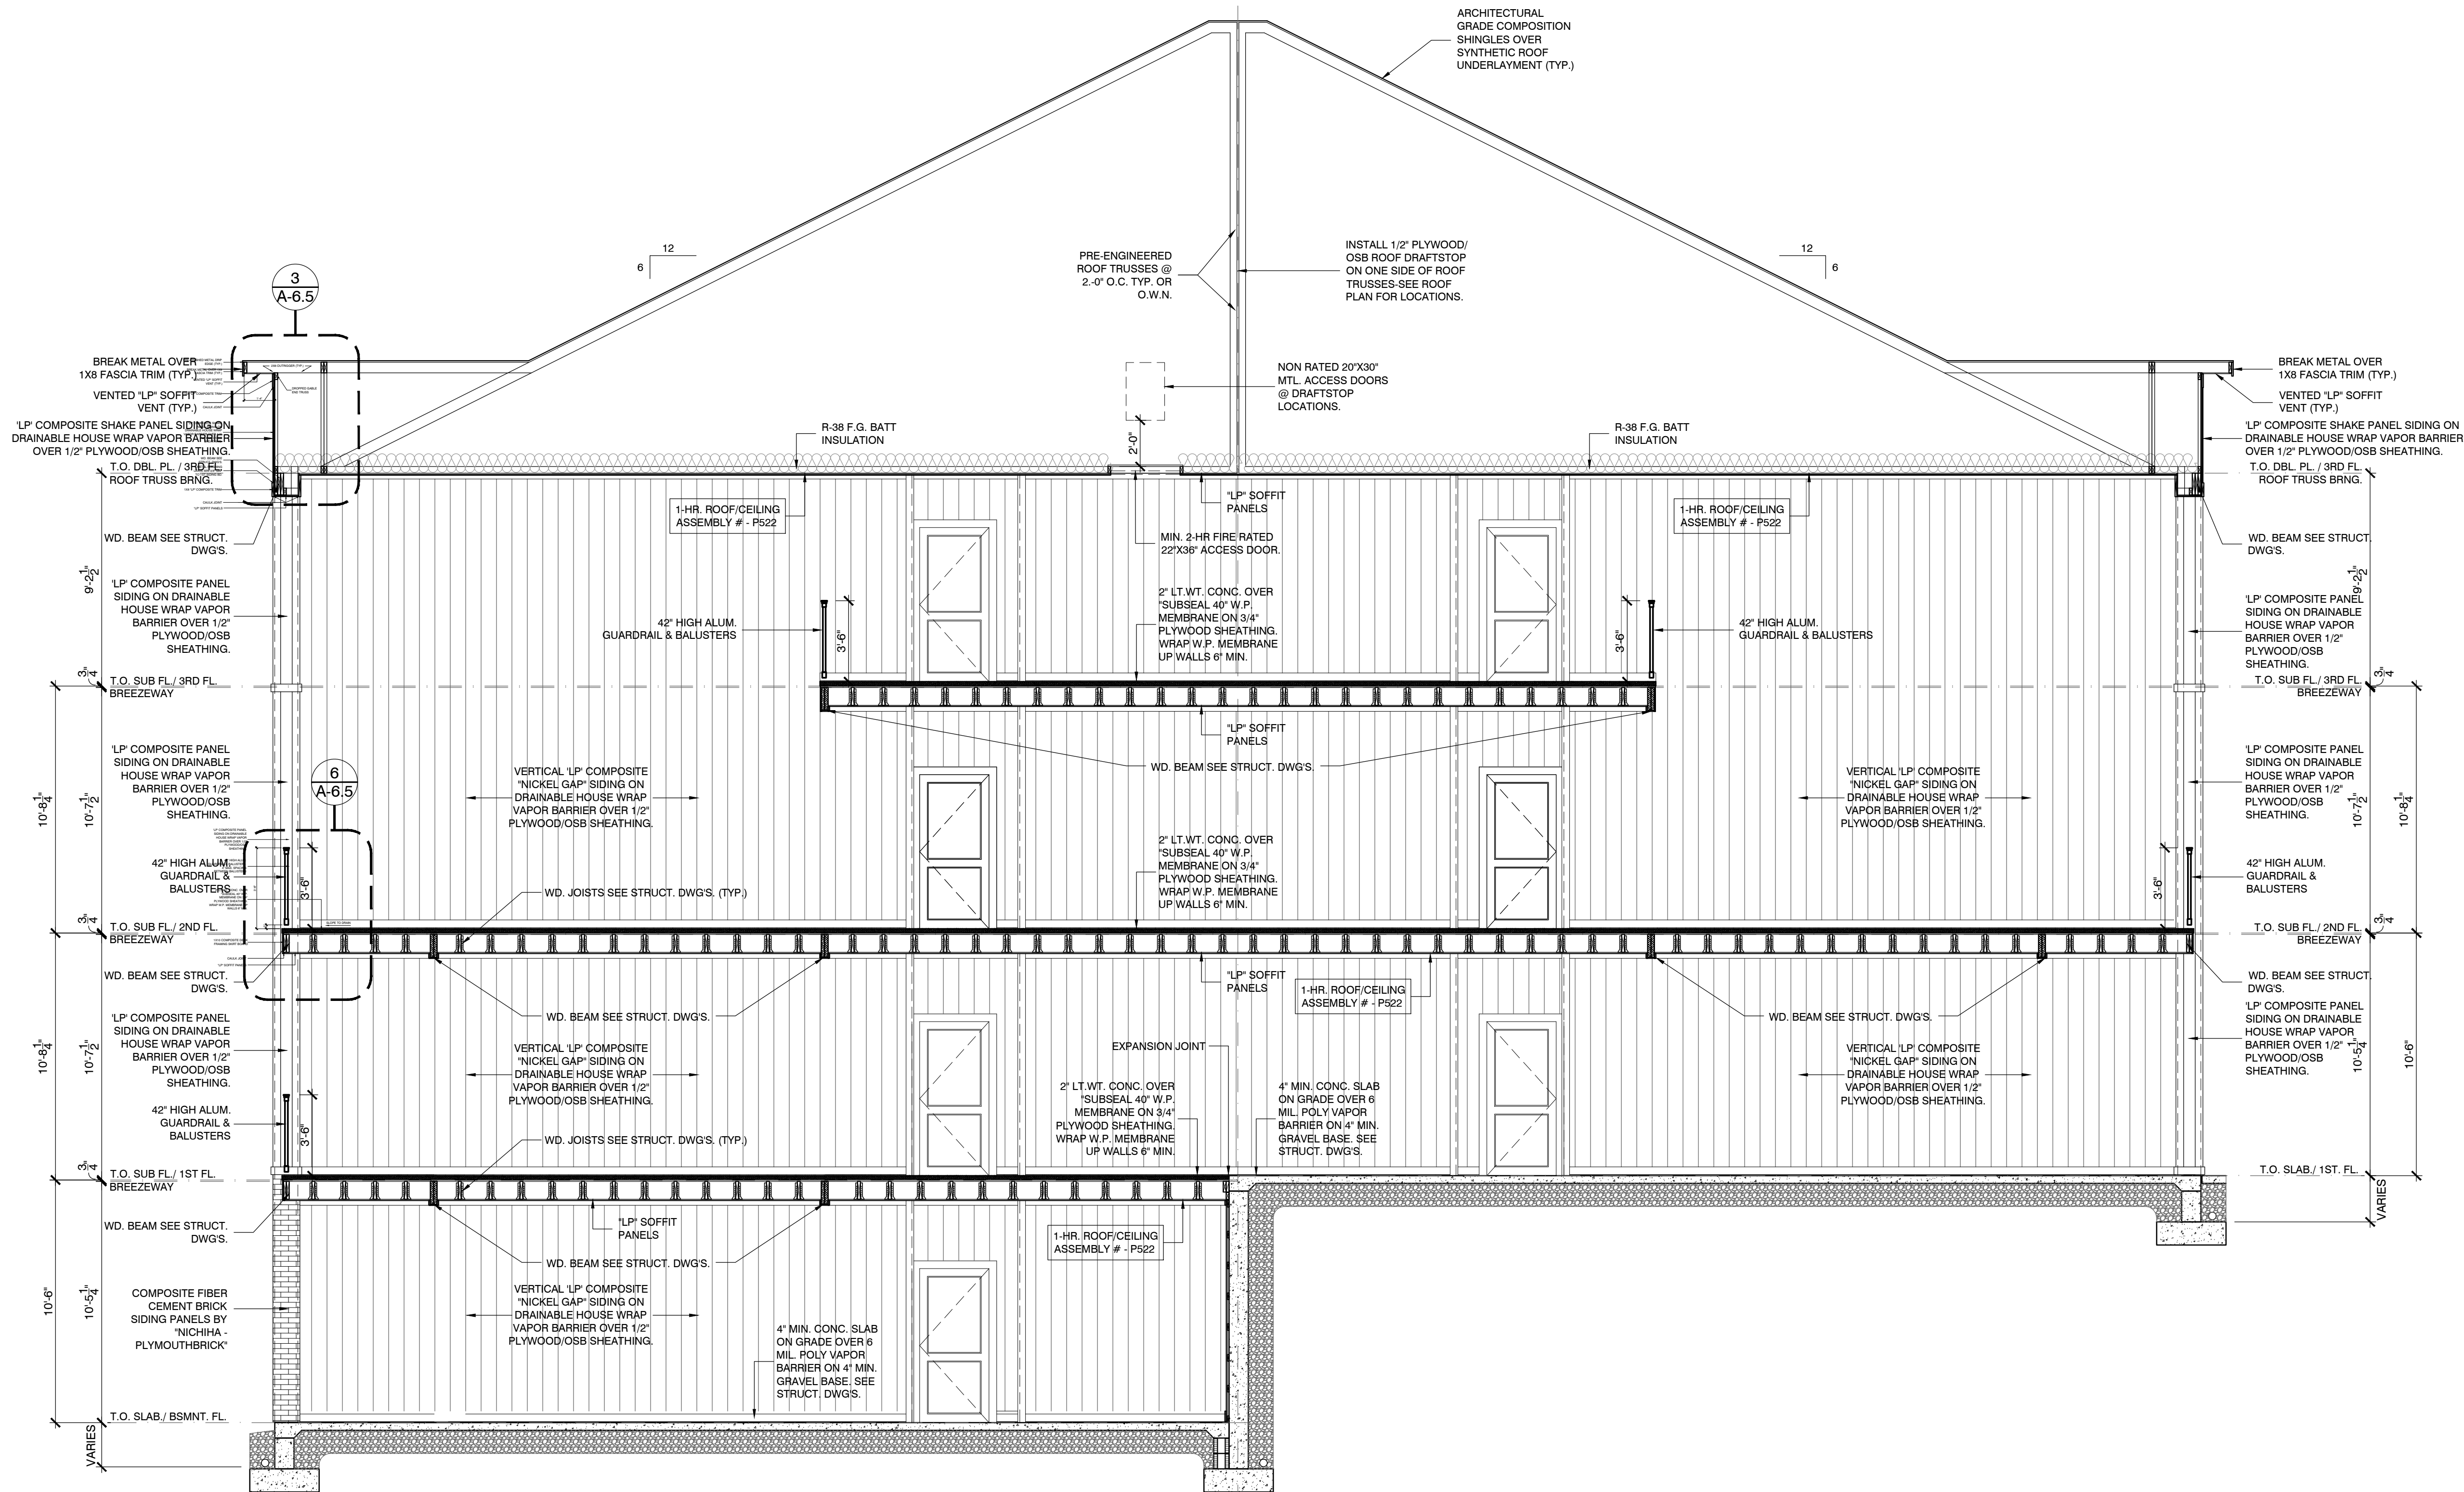 ARCHITECTURAL
GRADE COMPOSITION
SHINGLES OVER
SYNTHETIC ROOF
UNDERLAYMENT (TYP.)
12
6
12
6
PRE-ENGINEERED
ROOF TRUSSES @
2.-0" O.C. TYP. OR
O.W.N.
INSTALL 1/2" PLYWOOD/
OSB ROOF DRAFTSTOP
ON ONE SIDE OF ROOF
TRUSSES-SEE ROOF
PLAN FOR LOCATIONS.
3
A-6.5
BREAK METAL OVER
1X8 FASCIA TRIM (TYP.)
VENTED "LP" SOFFIT
VENT (TYP.)
'LP' COMPOSITE SHAKE PANEL SIDING ON
DRAINABLE HOUSE WRAP VAPOR BARRIER
OVER 1/2" PLYWOOD/OSB SHEATHING.
T.O. DBL. PL. / 3RD FL.
ROOF TRUSS BRNG.
NON RATED 20"X30"
MTL. ACCESS DOORS
@ DRAFTSTOP
LOCATIONS.
2'-0"
R-38 F.G. BATT
INSULATION
R-38 F.G. BATT
INSULATION
BREAK METAL OVER
1X8 FASCIA TRIM (TYP.)
VENTED "LP" SOFFIT
VENT (TYP.)
'LP' COMPOSITE SHAKE PANEL SIDING ON
DRAINABLE HOUSE WRAP VAPOR BARRIER
OVER 1/2" PLYWOOD/OSB SHEATHING.
T.O. DBL. PL. / 3RD FL.
ROOF TRUSS BRNG.
1-HR. ROOF/CEILING
ASSEMBLY # - P522
"LP" SOFFIT
PANELS
1-HR. ROOF/CEILING
ASSEMBLY # - P522
MIN. 2-HR FIRE RATED
22"X36" ACCESS DOOR.
WD. BEAM SEE STRUCT.
DWG'S.
WD. BEAM SEE STRUCT.
DWG'S.
9'-2 1/2"
9'-2 1/2"
'LP' COMPOSITE PANEL
SIDING ON DRAINABLE
HOUSE WRAP VAPOR
BARRIER OVER 1/2"
PLYWOOD/OSB
SHEATHING.
42" HIGH ALUM.
GUARDRAIL & BALUSTERS
3'-6"
2" LT.WT. CONC. OVER
"SUBSEAL 40" W.P.
MEMBRANE ON 3/4"
PLYWOOD SHEATHING.
WRAP W.P. MEMBRANE
UP WALLS 6" MIN.
3'-6"
42" HIGH ALUM.
GUARDRAIL & BALUSTERS
'LP' COMPOSITE PANEL
SIDING ON DRAINABLE
HOUSE WRAP VAPOR
BARRIER OVER 1/2"
PLYWOOD/OSB
SHEATHING.
3/4"
T.O. SUB FL./ 3RD FL.
BREEZEWAY
T.O. SUB FL./ 3RD FL.
BREEZEWAY
3/4"
"LP" SOFFIT
PANELS
WD. BEAM SEE STRUCT. DWG'S.
10'-8 1/4"
10'-7 1/2"
'LP' COMPOSITE PANEL
SIDING ON DRAINABLE
HOUSE WRAP VAPOR
BARRIER OVER 1/2"
PLYWOOD/OSB
SHEATHING.
6
A-6.5
VERTICAL 'LP' COMPOSITE
"NICKEL GAP" SIDING ON
DRAINABLE HOUSE WRAP
VAPOR BARRIER OVER 1/2"
PLYWOOD/OSB SHEATHING.
VERTICAL 'LP' COMPOSITE
"NICKEL GAP" SIDING ON
DRAINABLE HOUSE WRAP
VAPOR BARRIER OVER 1/2"
PLYWOOD/OSB SHEATHING.
'LP' COMPOSITE PANEL
SIDING ON DRAINABLE
HOUSE WRAP VAPOR
BARRIER OVER 1/2"
PLYWOOD/OSB
SHEATHING.
10'-7 1/2"
10'-8 1/4"
42" HIGH ALUM.
GUARDRAIL &
BALUSTERS
3'-6"
2" LT.WT. CONC. OVER
"SUBSEAL 40" W.P.
MEMBRANE ON 3/4"
PLYWOOD SHEATHING.
WRAP W.P. MEMBRANE
UP WALLS 6" MIN.
WD. JOISTS SEE STRUCT. DWG'S. (TYP.)
3'-6"
42" HIGH ALUM.
GUARDRAIL &
BALUSTERS
3/4"
T.O. SUB FL./ 2ND FL.
BREEZEWAY
T.O. SUB FL./ 2ND FL.
BREEZEWAY
3/4"
WD. BEAM SEE STRUCT.
DWG'S.
"LP" SOFFIT
PANELS
1-HR. ROOF/CEILING
ASSEMBLY # - P522
WD. BEAM SEE STRUCT.
DWG'S.
WD. BEAM SEE STRUCT. DWG'S.
WD. BEAM SEE STRUCT. DWG'S.
10'-8 1/4"
10'-7 1/2"
'LP' COMPOSITE PANEL
SIDING ON DRAINABLE
HOUSE WRAP VAPOR
BARRIER OVER 1/2"
PLYWOOD/OSB
SHEATHING.
VERTICAL 'LP' COMPOSITE
"NICKEL GAP" SIDING ON
DRAINABLE HOUSE WRAP
VAPOR BARRIER OVER 1/2"
PLYWOOD/OSB SHEATHING.
EXPANSION JOINT
2" LT.WT. CONC. OVER
"SUBSEAL 40" W.P.
MEMBRANE ON 3/4"
PLYWOOD SHEATHING.
WRAP W.P. MEMBRANE
UP WALLS 6" MIN.
4" MIN. CONC. SLAB
ON GRADE OVER 6
MIL. POLY VAPOR
BARRIER ON 4" MIN.
GRAVEL BASE. SEE
STRUCT. DWG'S.
VERTICAL 'LP' COMPOSITE
"NICKEL GAP" SIDING ON
DRAINABLE HOUSE WRAP
VAPOR BARRIER OVER 1/2"
PLYWOOD/OSB SHEATHING.
'LP' COMPOSITE PANEL
SIDING ON DRAINABLE
HOUSE WRAP VAPOR
BARRIER OVER 1/2"
PLYWOOD/OSB
SHEATHING.
10'-5 1/4"
10'-6"
42" HIGH ALUM.
GUARDRAIL &
BALUSTERS
3'-6"
WD. JOISTS SEE STRUCT. DWG'S. (TYP.)
3/4"
T.O. SUB FL./ 1ST FL.
BREEZEWAY
T.O. SLAB./ 1ST. FL.
VARIES
WD. BEAM SEE STRUCT.
DWG'S.
"LP" SOFFIT
PANELS
1-HR. ROOF/CEILING
ASSEMBLY # - P522
WD. BEAM SEE STRUCT. DWG'S.
10'-6"
10'-5 1/4"
COMPOSITE FIBER
CEMENT BRICK
SIDING PANELS BY
"NICHIHA -
PLYMOUTHBRICK"
VERTICAL 'LP' COMPOSITE
"NICKEL GAP" SIDING ON
DRAINABLE HOUSE WRAP
VAPOR BARRIER OVER 1/2"
PLYWOOD/OSB SHEATHING.
4" MIN. CONC. SLAB
ON GRADE OVER 6
MIL. POLY VAPOR
BARRIER ON 4" MIN.
GRAVEL BASE. SEE
STRUCT. DWG'S.
T.O. SLAB./ BSMNT. FL.
VARIES